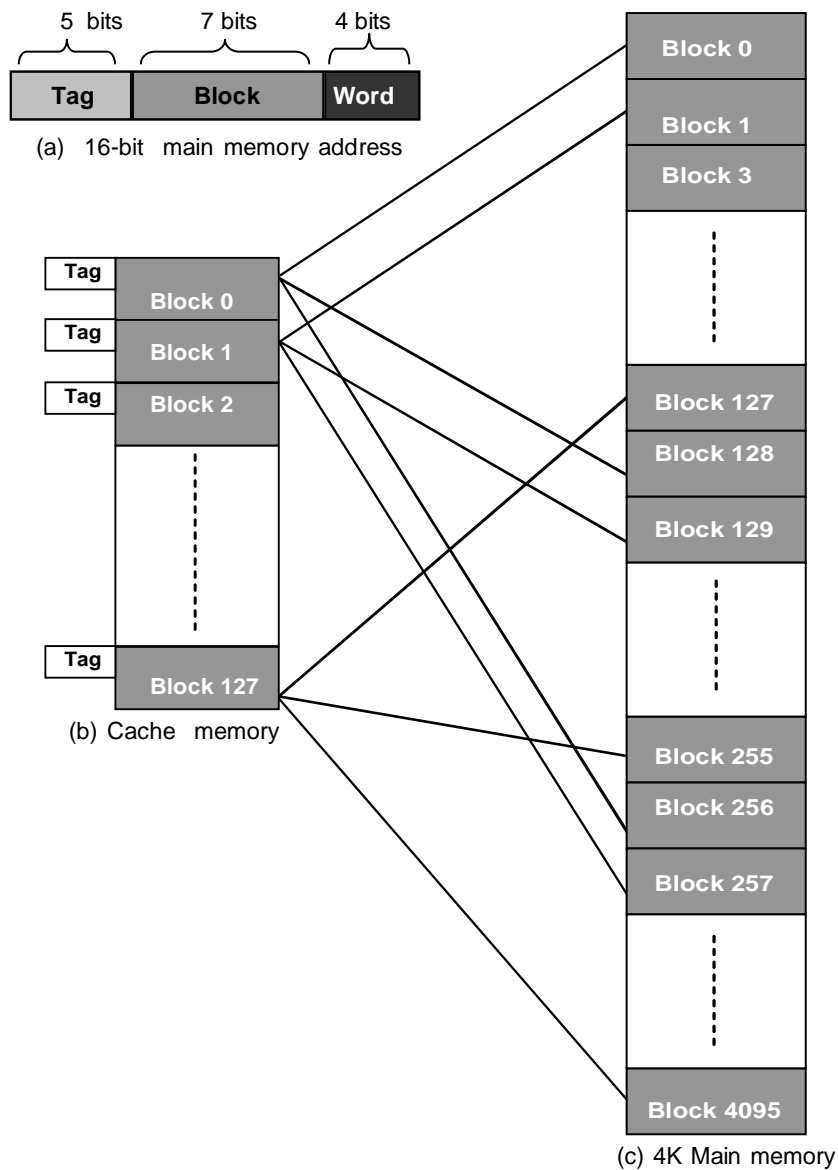 5 bits 7 bits 4 bits
Tag Block Word
(a) 16-bit main memory address
Tag
Block 0
Tag
Block 1
Tag
Block 2
Tag
Block 127
(b) Cache memory
Block 0
Block 1
Block 3
Block 127
Block 128
Block 129
Block 255
Block 256
Block 257
Block 4095
(c) 4K Main memory